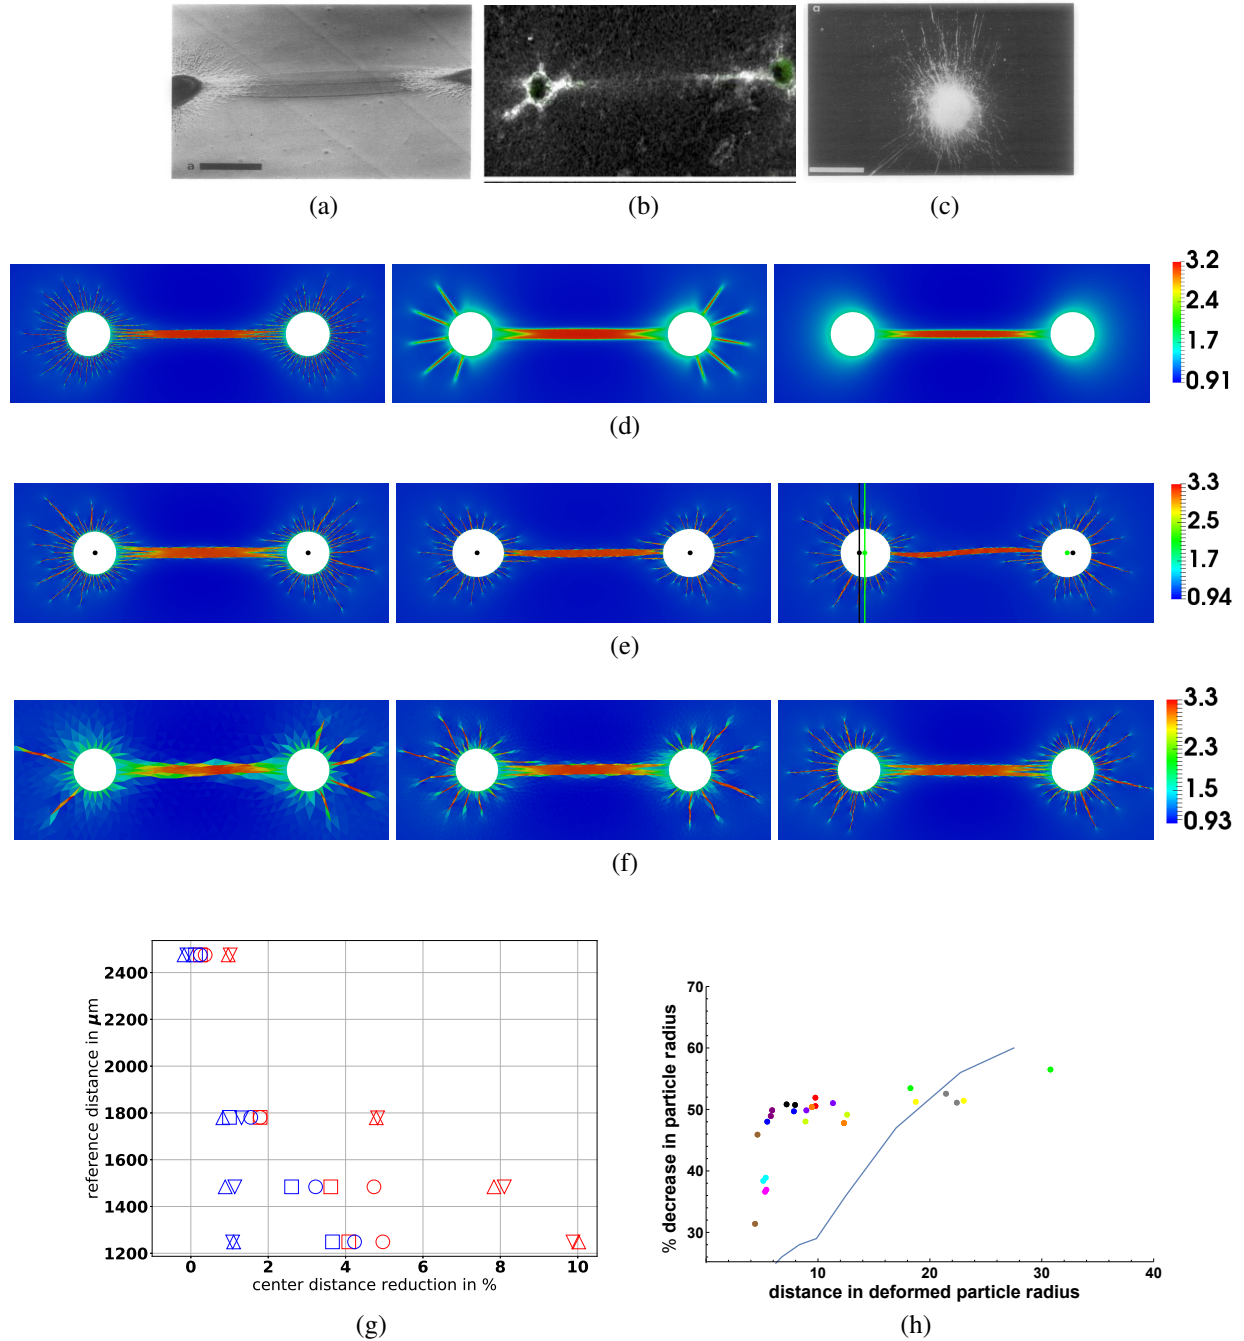 a
a
(a)
(b)
(c)
3.2
2.4
1.7
0.91
(d)
3.3
2.5
1.7
0.94
(e)
3.3
2.3
1.7
0.93
(f)
2400
2200
2000
1800
1600
1400
1200
reference distance in μm
0 2 4 6 8 10
center distance reduction in %
(g)
70
60
50
40
30
% decrease in particle radius
10 20 30 40
distance in deformed particle radius
(h)